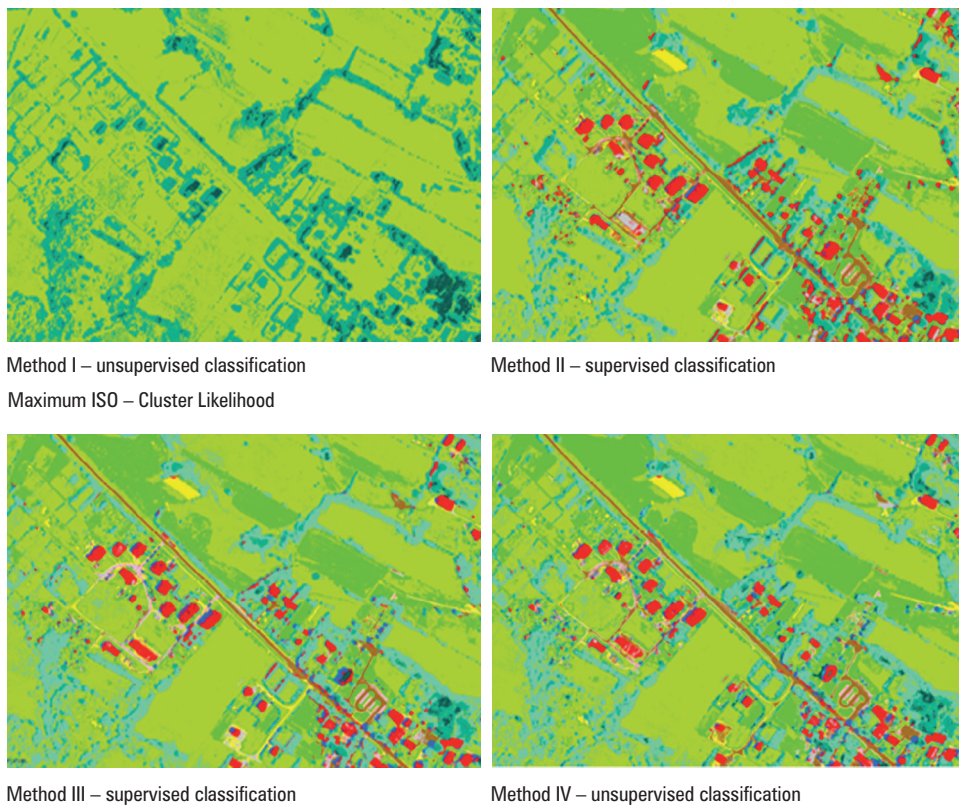 Method I – unsupervised classification
Method II – supervised classification
Maximum ISO – Cluster Likelihood
Method III – supervised classification
Method IV – unsupervised classification